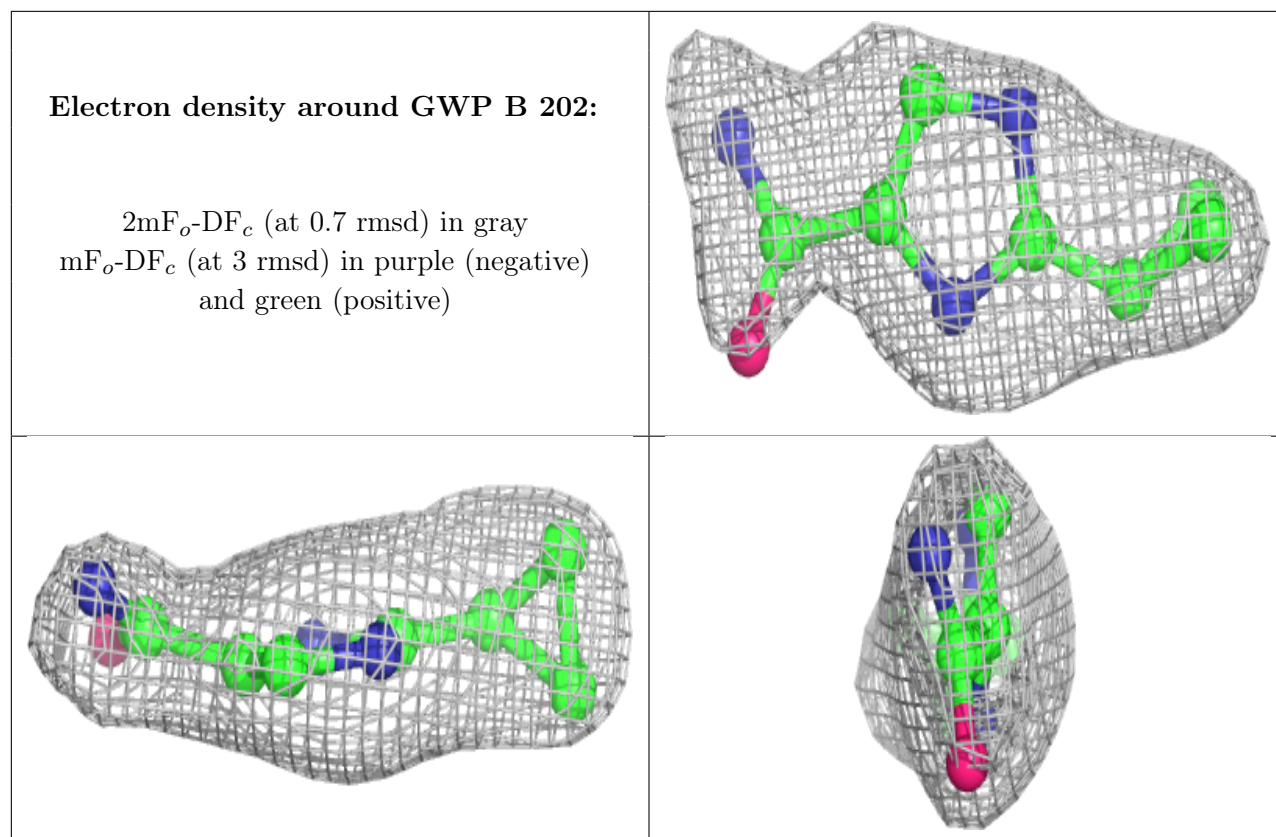 Electron density around GWP B 202:
2mFₒ-DF𝒸 (at 0.7 rmsd) in gray
mFₒ-DF𝒸 (at 3 rmsd) in purple (negative)
and green (positive)